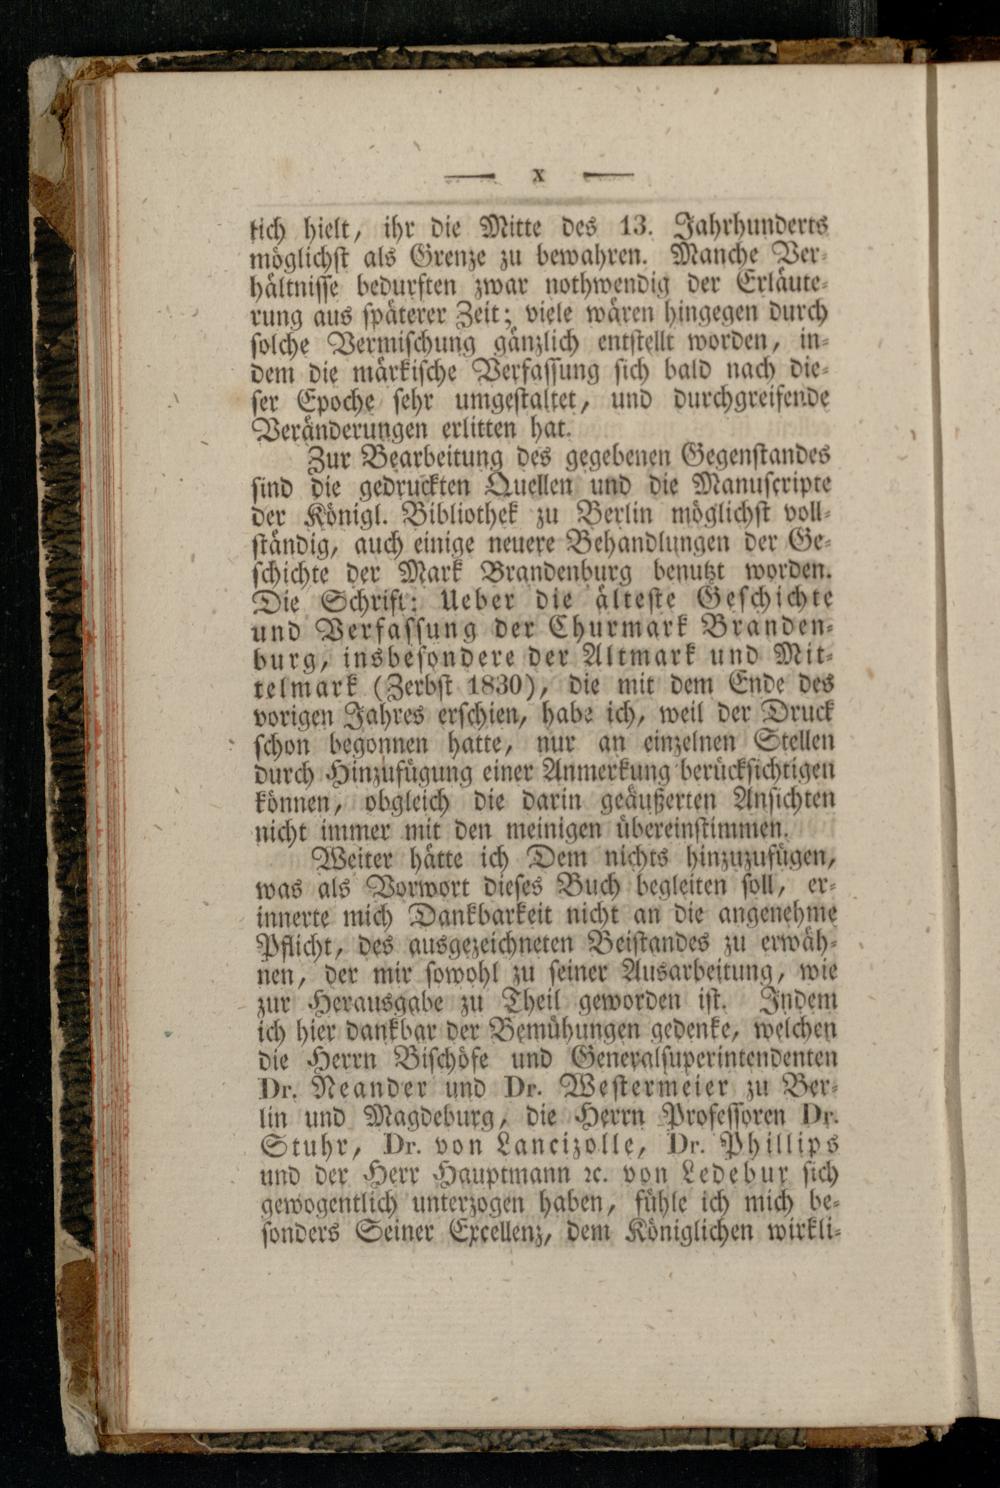 — x —
tich hielt, ihr die Mitte des 13. Jahrhunderts
möglichst als Grenze zu bewahren. Manche Ver-
hältnisse bedurften zwar nothwendig der Erläute-
rung aus späterer Zeit; viele wären hingegen durch
solche Vermischung gänzlich entstellt worden, in-
dem die märkische Verfassung sich bald nach die-
ser Epoche sehr umgestaltet, und durchgreifende
Veränderungen erlitten hat.
Zur Bearbeitung des gegebenen Gegenstandes
sind die gedruckten Quellen und die Manuscripte
der Königl. Bibliothek zu Berlin möglichst voll-
ständig, auch einige neuere Behandlungen der Ge-
schichte der Mark Brandenburg benutzt worden.
Die Schrift: Ueber die älteste Geschichte
und Verfassung der Churmark Branden-
burg, insbesondere der Altmark und Mit-
telmark (Zerbst 1830), die mit dem Ende des
vorigen Jahres erschien, habe ich, weil der Druck
schon begonnen hatte, nur an einzelnen Stellen
durch Hinzufügung einer Anmerkung berücksichtigen
können, obgleich die darin geäußerten Ansichten
nicht immer mit den meinigen übereinstimmen.
Weiter hätte ich Dem nichts hinzuzufügen,
was als Vorwort dieses Buch begleiten soll, er-
innerte mich Dankbarkeit nicht an die angenehme
Pflicht, des ausgezeichneten Beistandes zu erwäh-
nen, der mir sowohl zu seiner Ausarbeitung, wie
zur Herausgabe zu Theil geworden ist. Indem
ich hier dankbar der Bemühungen gedenke, welchen
die Herrn Bischöfe und Generalsuperintendenten
Dr. Neander und Dr. Westermeier zu Ber-
lin und Magdeburg, die Herrn Professoren Dr.
Stuhr, Dr. von Lancizolle, Dr. Phillips
und der Herr Hauptmann ꝛc. von Ledebur sich
gewogentlich unterzogen haben, fühle ich mich be-
sonders Seiner Excellenz, dem Königlichen wirkli-